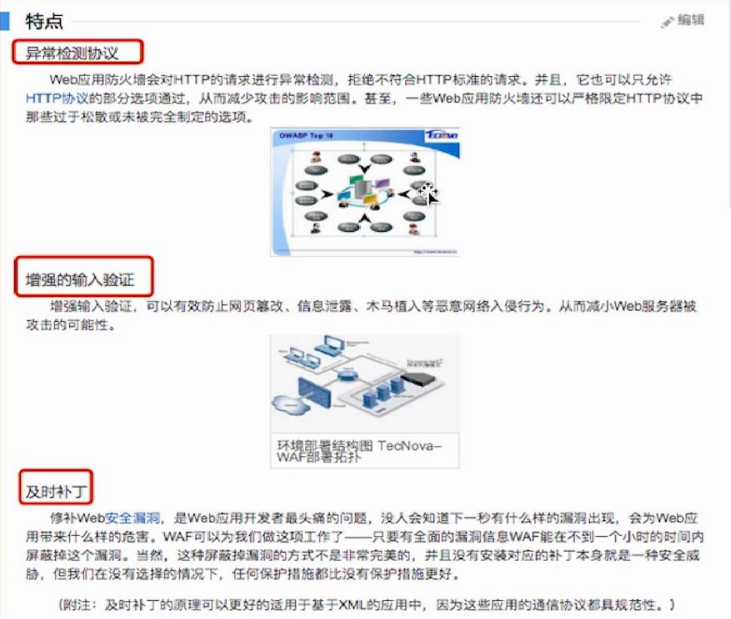 特点
编辑
异常检测协议
Web应用防火墙会对HTTP的请求进行异常检测，拒绝不符合HTTP标准的请求。并且，它也可以只允许
HTTP协议的部分选项通过，从而减少攻击的影响范围。甚至，一些Web应用防火墙还可以严格限定HTTP协议中
那些过于松散或未被完全制定的选项。
OWASP Top 10
增强的输入验证
增强输入验证，可以有效防止网页篡改、信息泄露、木马植入等恶意网络入侵行为。从而减小Web服务器被
攻击的可能性。
环境部署结构图 TecNova-
WAF部署拓扑
及时补丁
修补Web安全漏洞，是Web应用开发者最头痛的问题，没人会知道下一秒有什么样的漏洞出现，会为Web应
用带来什么样的危害。WAF可以为我们做这项工作了——只要有全面的漏洞信息WAF能在不到一个小时的时间内
屏蔽掉这个漏洞。当然，这种屏蔽掉漏洞的方式不是非常完美的，并且没有安装对应的补丁本身就是一种安全威
胁，但我们在没有选择的情况下，任何保护措施都比没有保护措施更好。
（附注：及时补丁的原理可以更好的适用于基于XML的应用中，因为这些应用的通信协议都具规范性。）